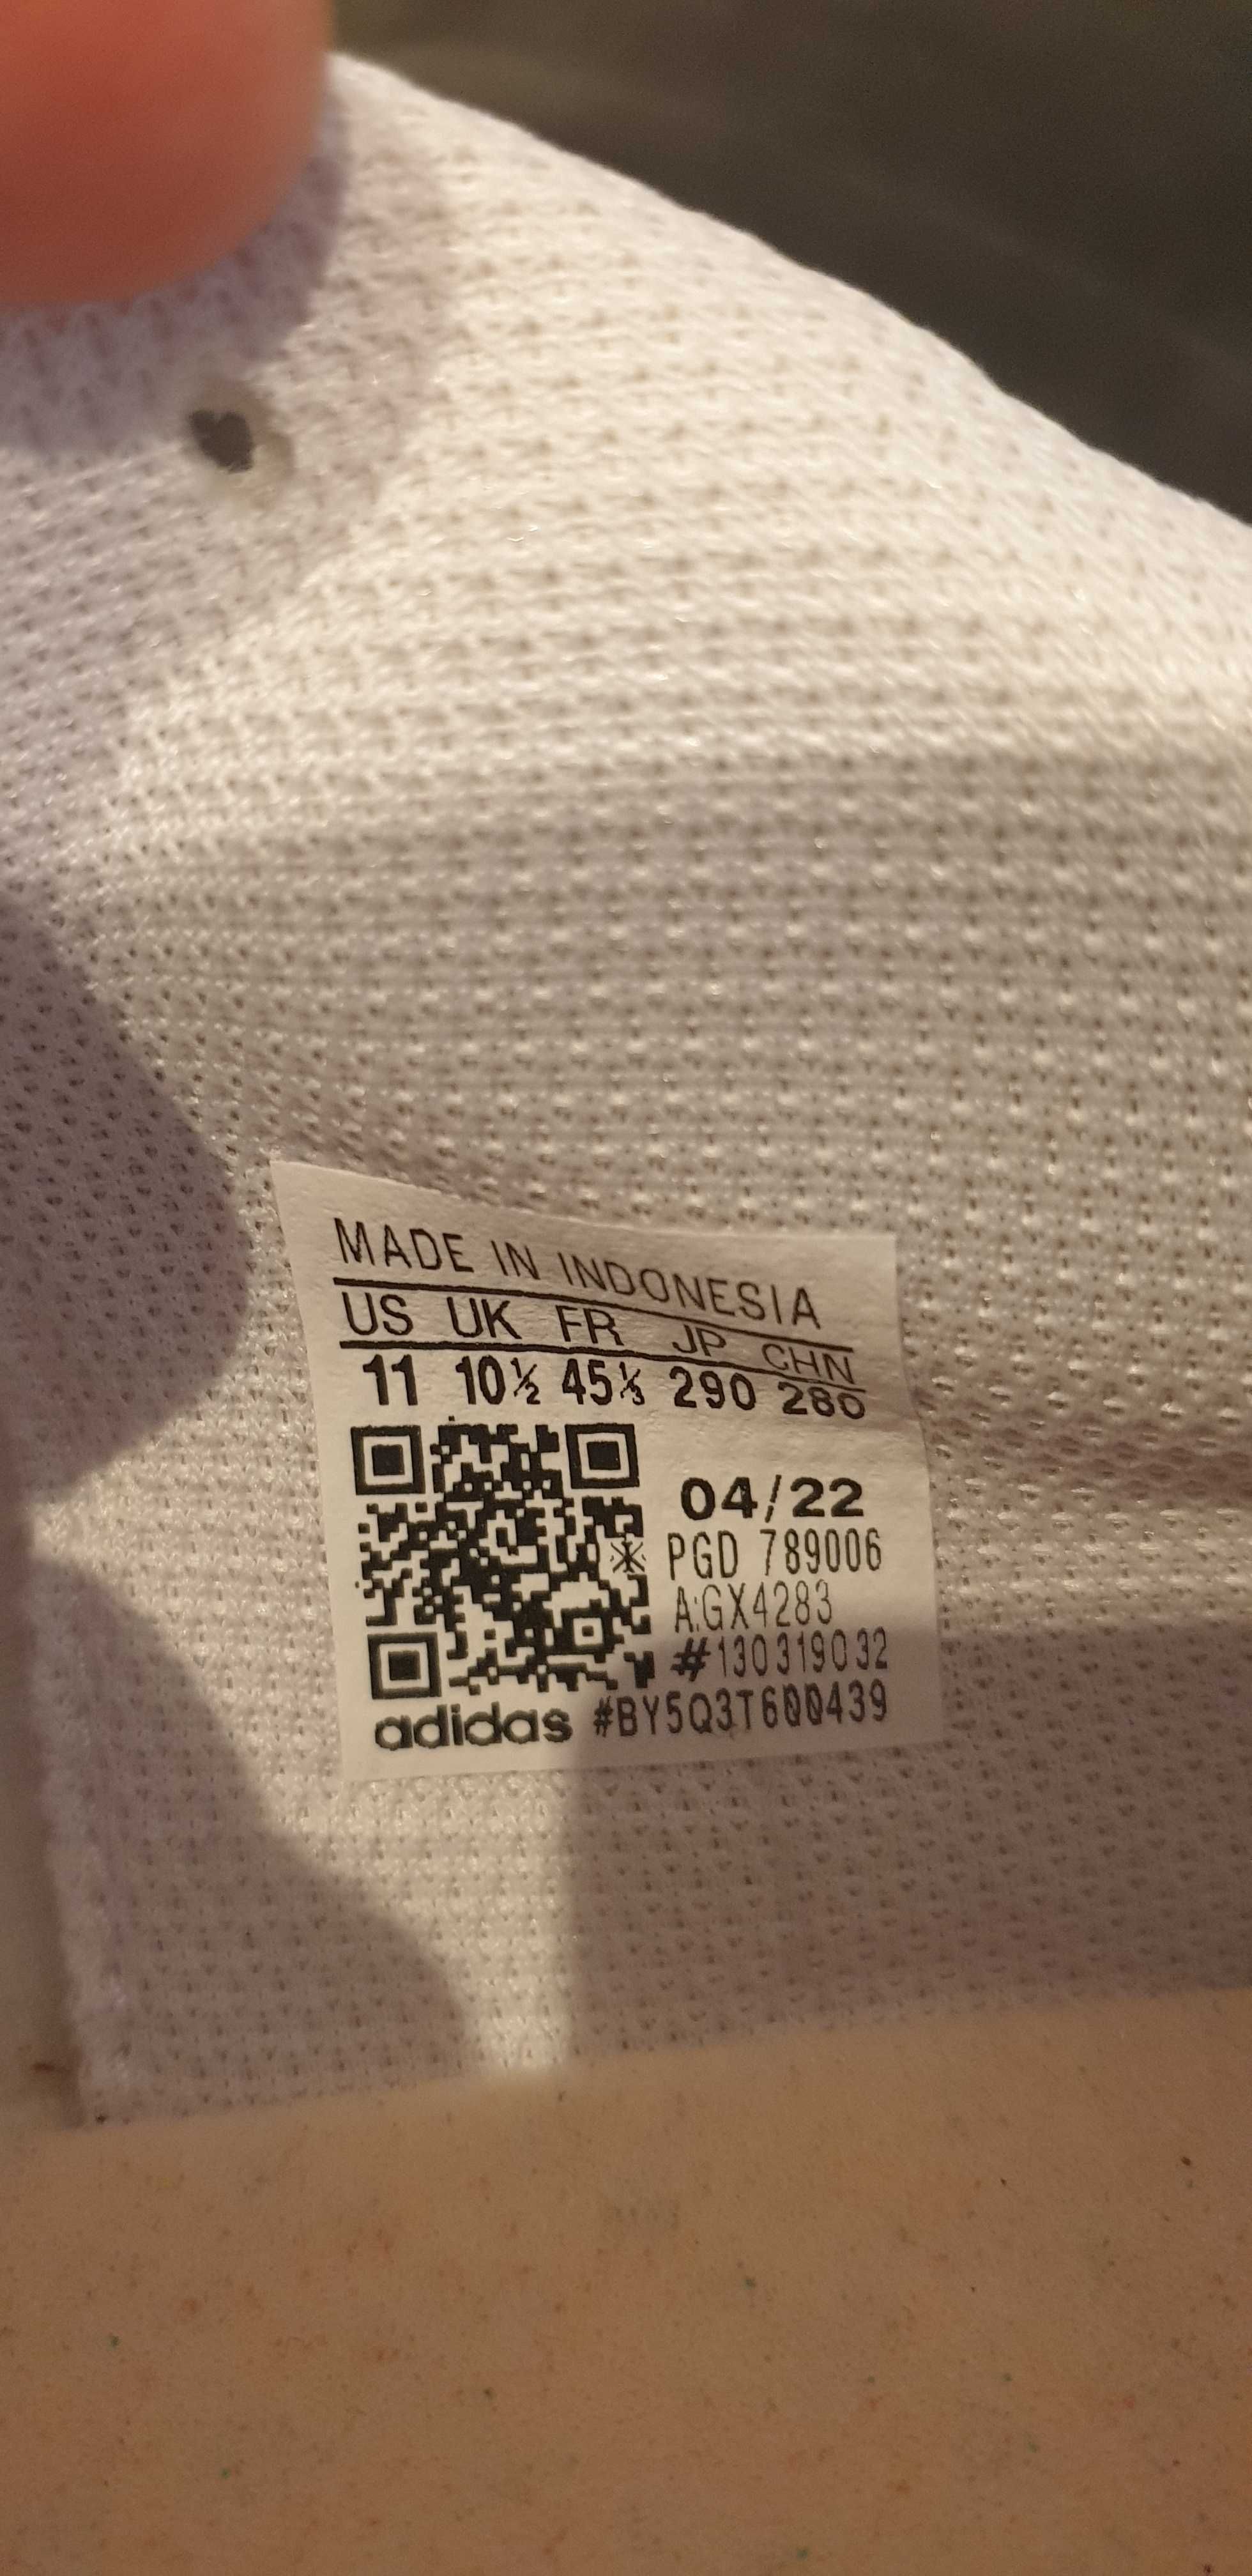 MADE IN INDONESIA
US UK FR JP CHN
11 10½ 45⅓ 290 280
04/22
PGD 789006
A:GX4283
#130319032
adidas #BY5Q3T600439